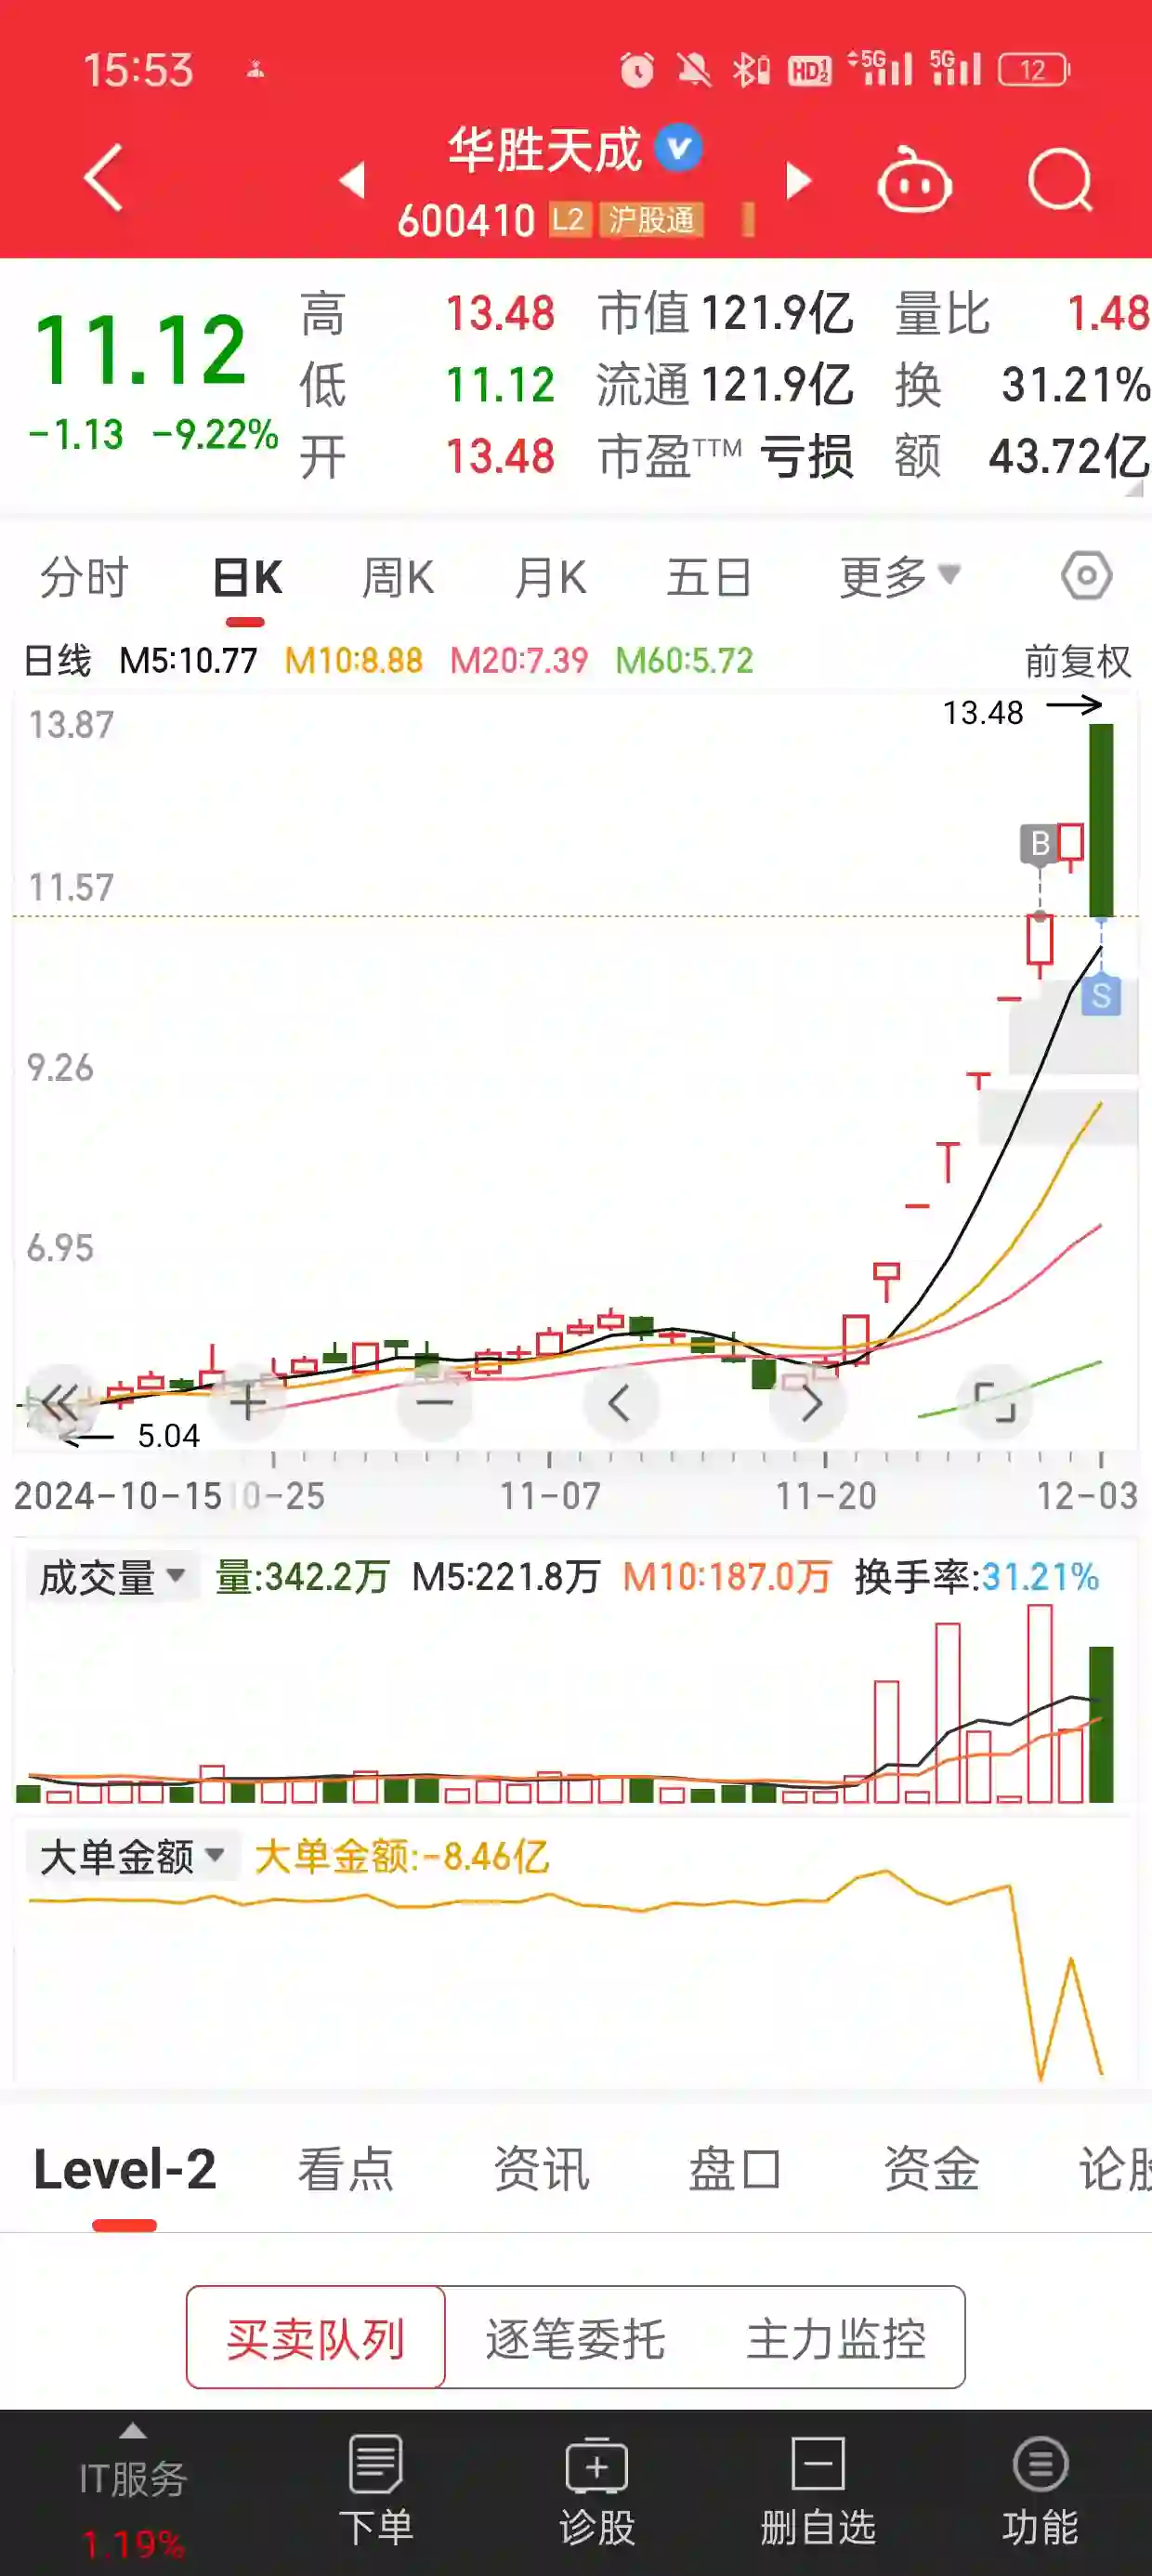 15:53 HD 1 2 5G 5G 12
华胜天成
600410 L2 沪股通
11.12
-1.13 -9.22%
高 13.48 市值 121.9亿 量比 1.48
低 11.12 流通 121.9亿 换 31.21%
开 13.48 市盈TTM 亏损 额 43.72亿
分时 日K 周K 月K 五日 更多
日线 M5:10.77 M10:8.88 M20:7.39 M60:5.72 前复权
13.87
13.48
B
11.57
S
9.26
6.95
5.04
2024-10-15 10-25 11-07 11-20 12-03
成交量 量:342.2万 M5:221.8万 M10:187.0万 换手率:31.21%
大单金额 大单金额:-8.46亿
Level-2 看点 资讯 盘口 资金 论股
买卖队列 逐笔委托 主力监控
IT服务
1.19%
下单 诊股 删自选 功能